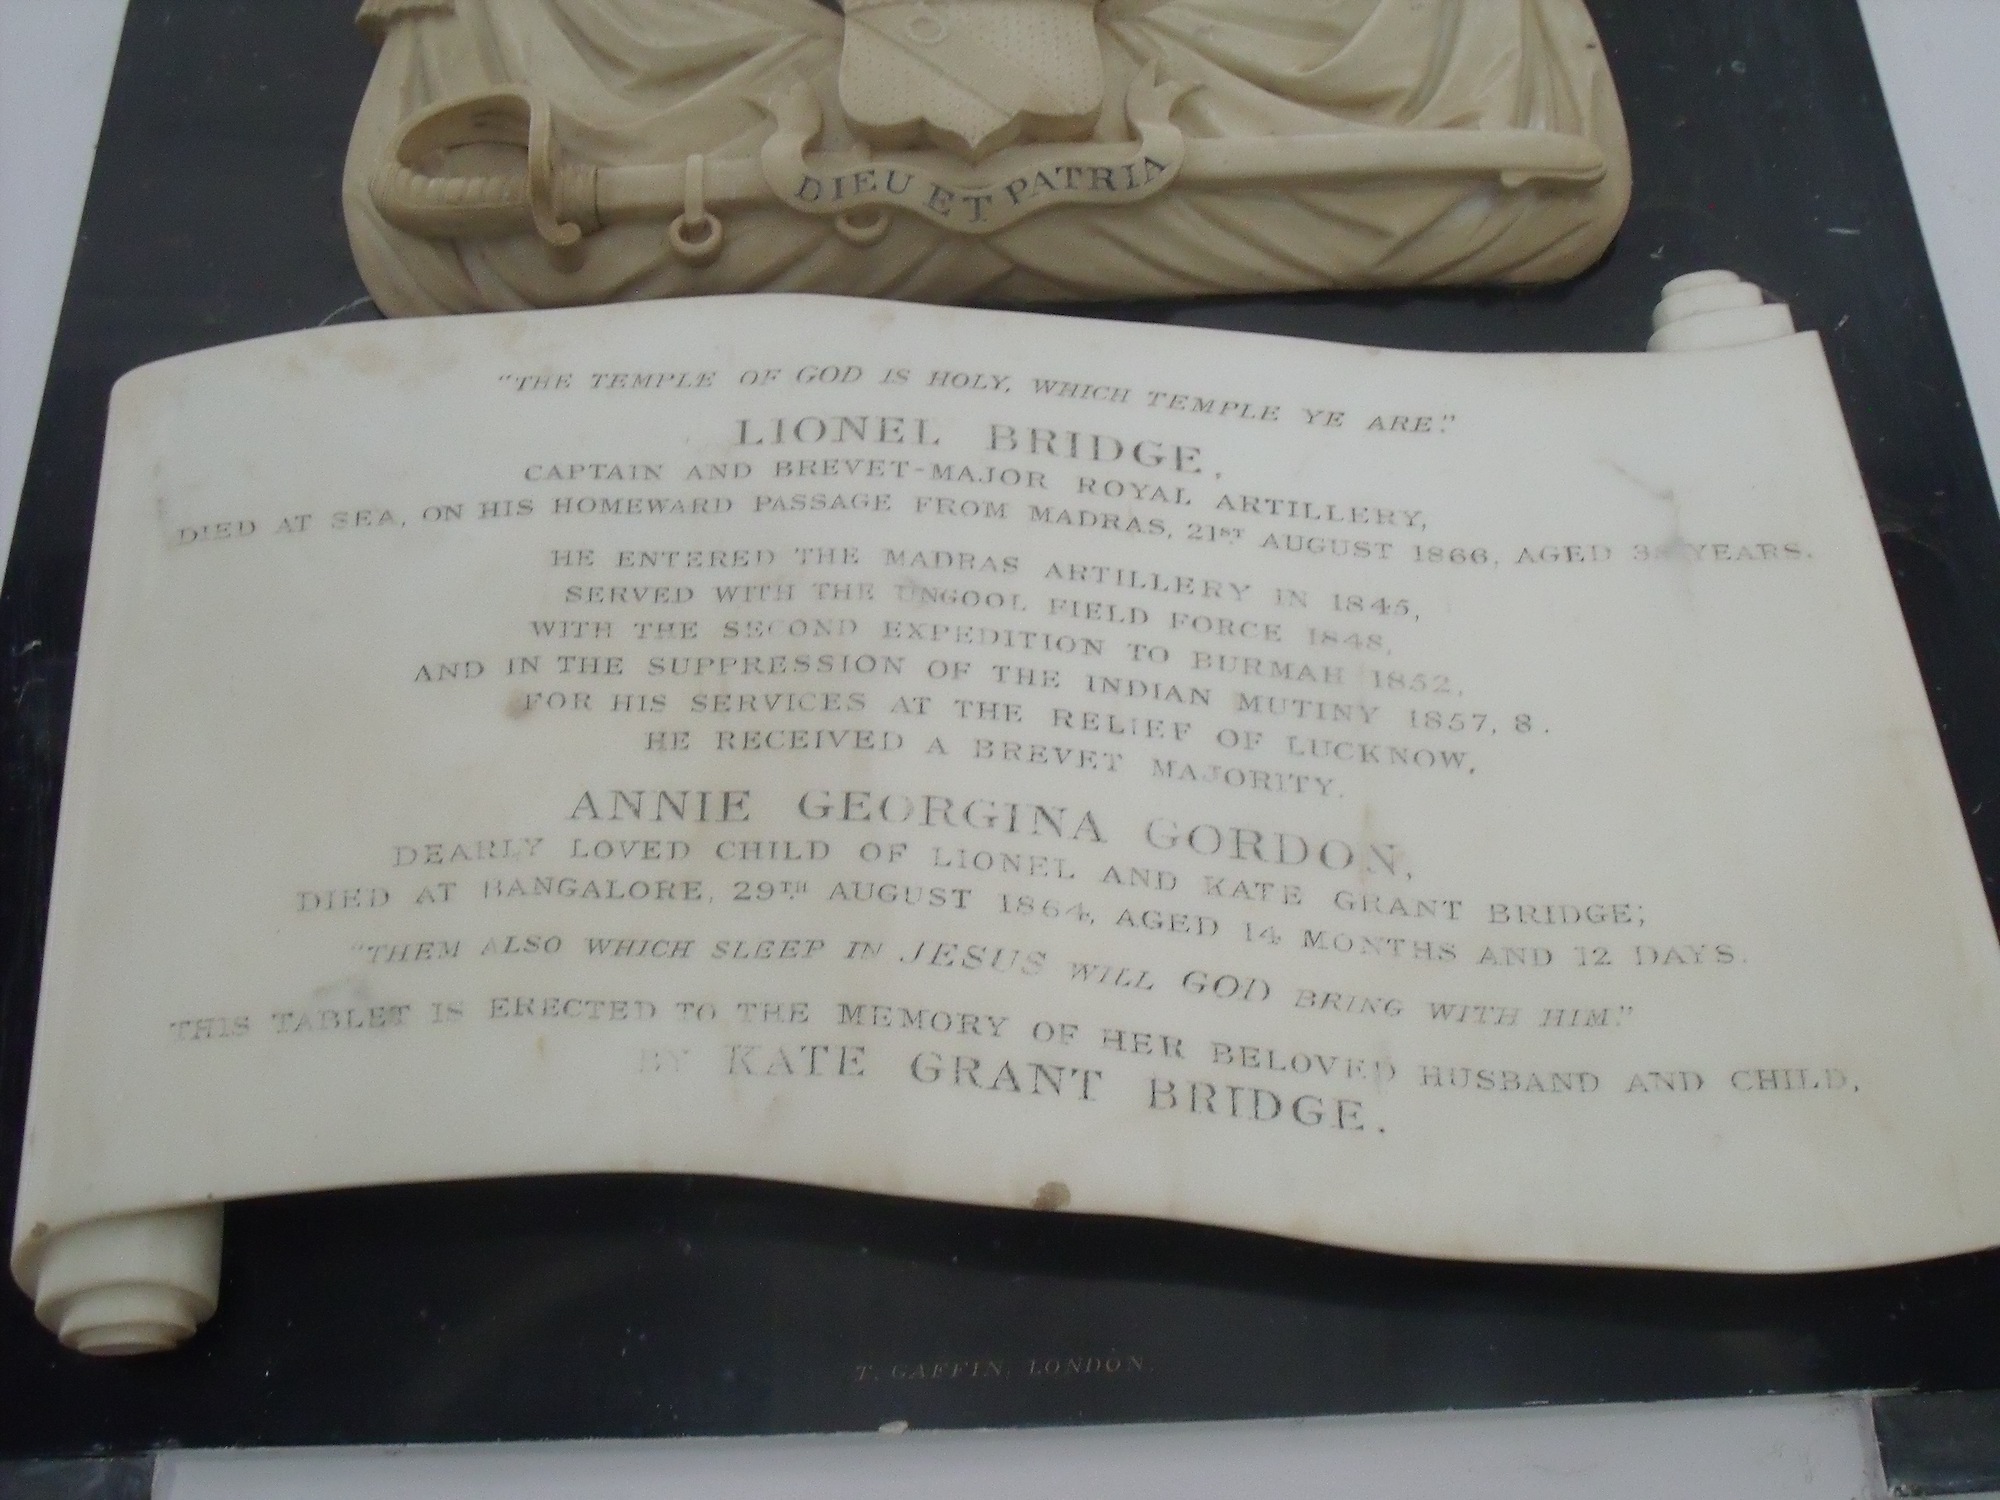 DIEU ET PATRIA
"THE TEMPLE OF GOD IS HOLY, WHICH TEMPLE YE ARE."
LIONEL BRIDGE,
CAPTAIN AND BREVET-MAJOR ROYAL ARTILLERY,
DIED AT SEA, ON HIS HOMEWARD PASSAGE FROM MADRAS, 21ST AUGUST 1866, AGED YEARS.
HE ENTERED THE MADRAS ARTILLERY IN 1845,
SERVED WITH THE UNGOOL FIELD FORCE 1848,
WITH THE SECOND EXPEDITION TO BURMAH 1852,
AND IN THE SUPPRESSION OF THE INDIAN MUTINY 1857, 8.
FOR HIS SERVICES AT THE RELIEF OF LUCKNOW,
HE RECEIVED A BREVET MAJORITY.
ANNIE GEORGINA GORDON,
DEARLY LOVED CHILD OF LIONEL AND KATE GRANT BRIDGE;
DIED AT BANGALORE, 29TH AUGUST 1864, AGED 14 MONTHS AND 12 DAYS.
"THEM ALSO WHICH SLEEP IN JESUS WILL GOD BRING WITH HIM."
THIS TABLET IS ERECTED TO THE MEMORY OF HER BELOVED HUSBAND AND CHILD,
BY KATE GRANT BRIDGE.
T. GAFFIN, LONDON.